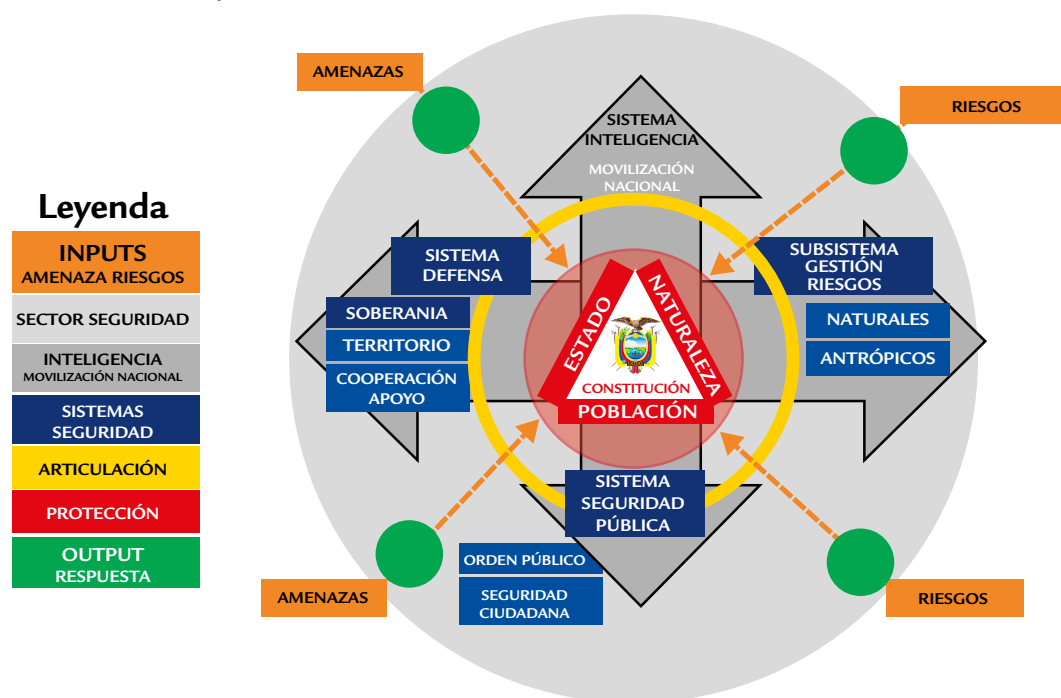 AMENAZAS
RIESGOS
SISTEMA
INTELIGENCIA
MOVILIZACIÓN
NACIONAL
Leyenda
INPUTS
AMENAZA RIESGOS
SECTOR SEGURIDAD
INTELIGENCIA
MOVILIZACIÓN NACIONAL
SISTEMAS
SEGURIDAD
ARTICULACIÓN
PROTECCIÓN
OUTPUT
RESPUESTA
SISTEMA
DEFENSA
SOBERANIA
TERRITORIO
COOPERACIÓN
APOYO
SUBSISTEMA
GESTIÓN
RIESGOS
NATURALES
ANTRÓPICOS
ESTADO
NATURALEZA
CONSTITUCIÓN
POBLACIÓN
SISTEMA
SEGURIDAD
PÚBLICA
ORDEN PÚBLICO
SEGURIDAD
CIUDADANA
AMENAZAS
RIESGOS